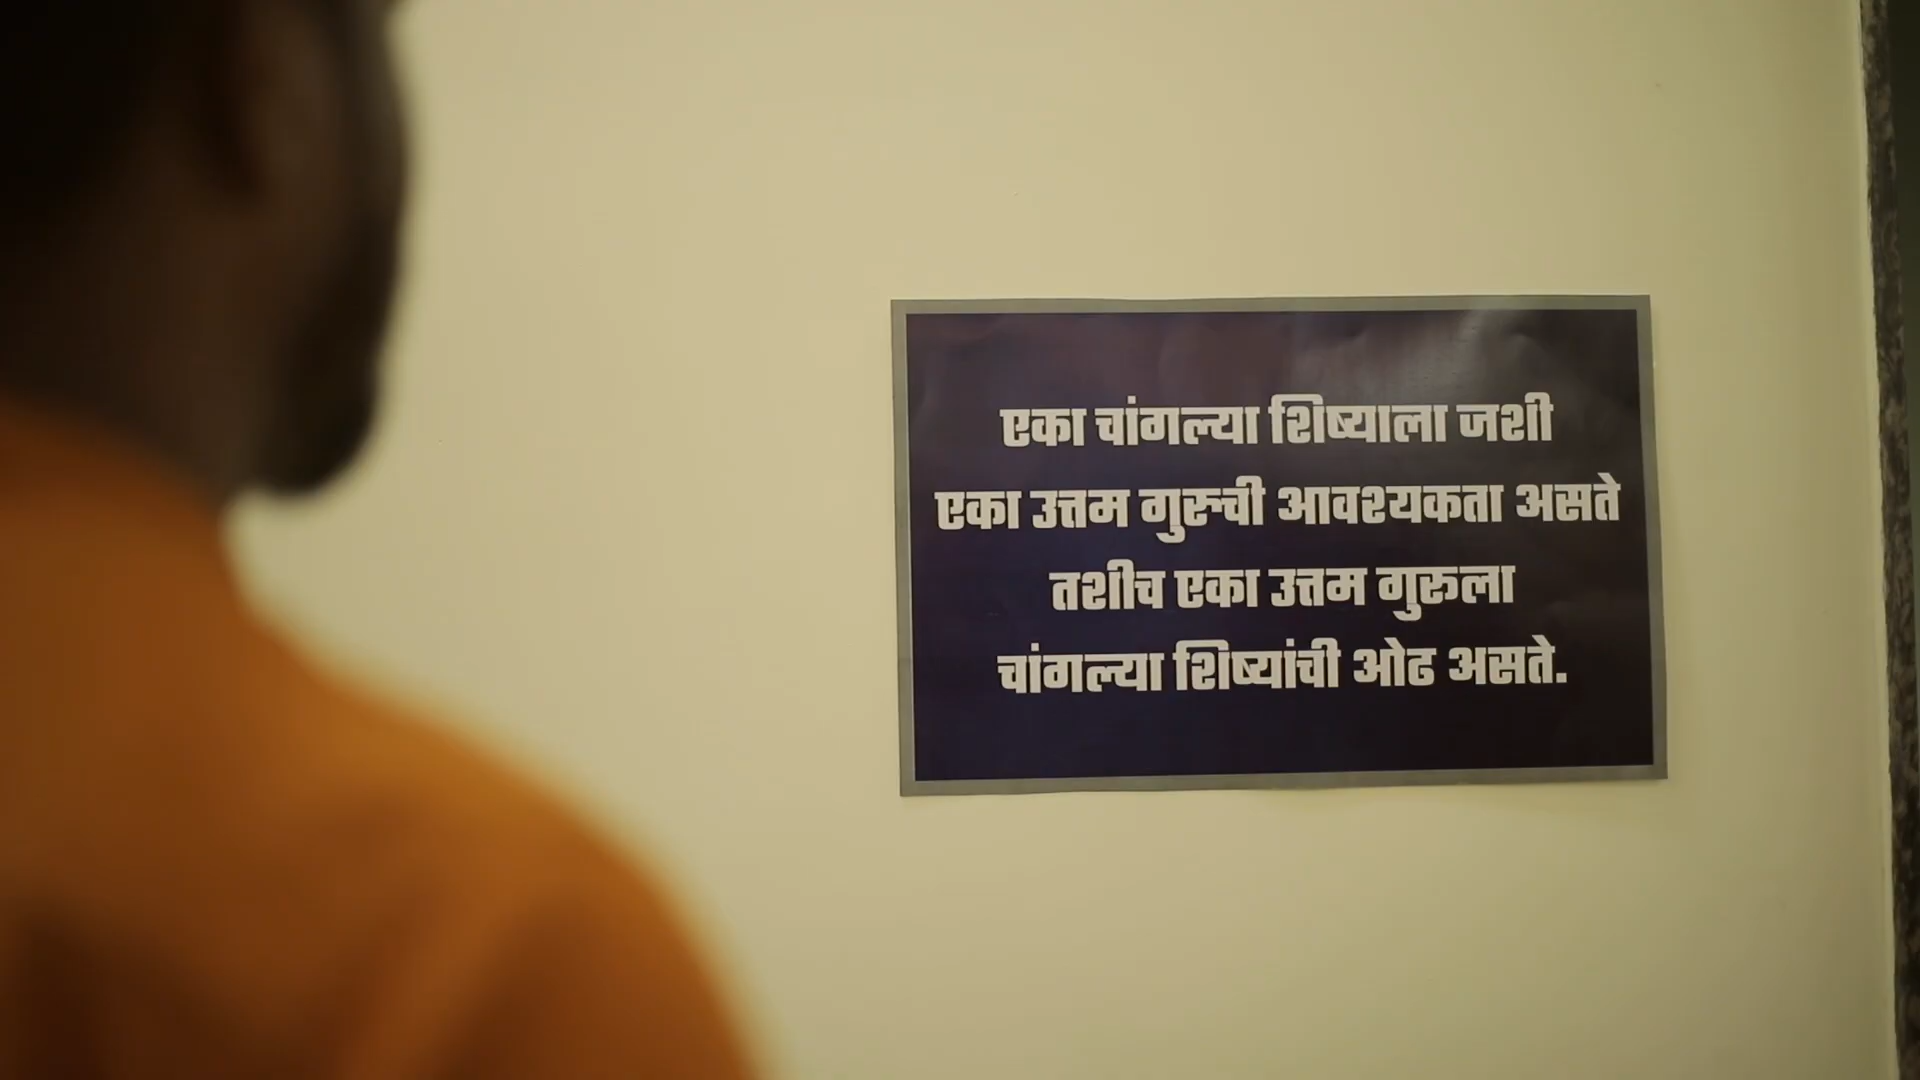 एका चांगल्या शिष्याला जशी
एका उत्तम गुरुची आवश्यकता असते
तशीच एका उत्तम गुरूला
चांगल्या शिष्यांची ओढ असते.